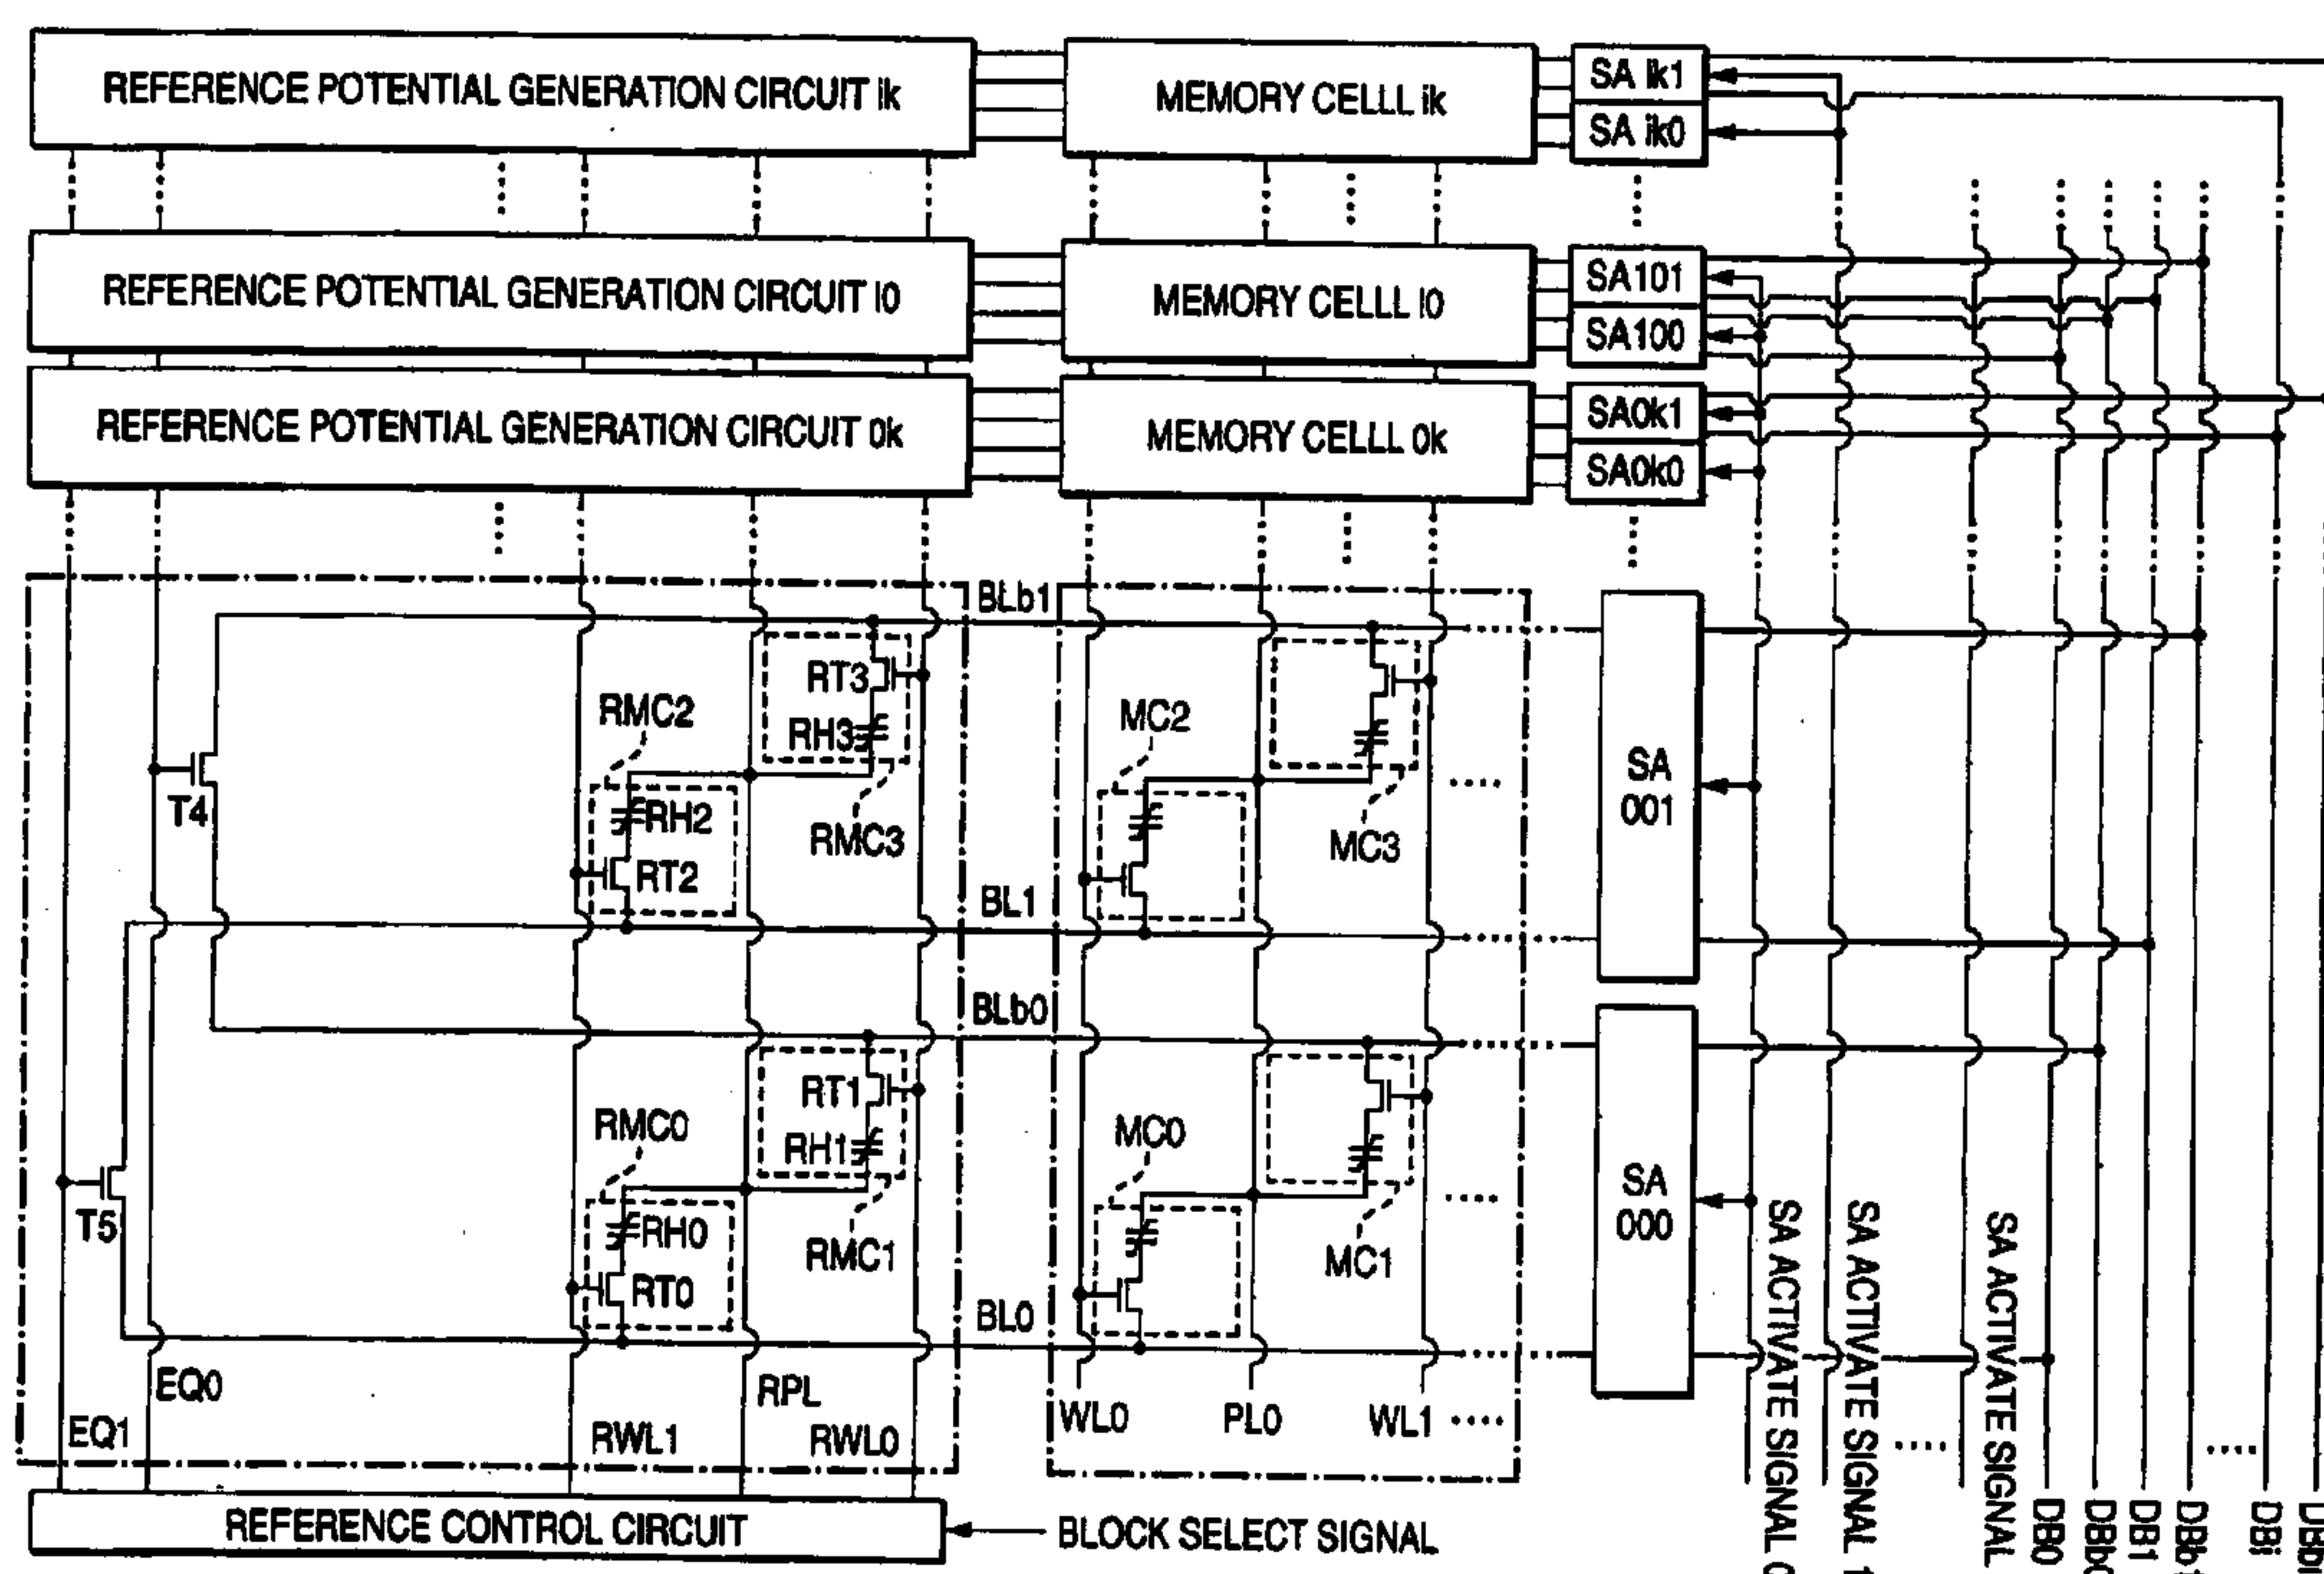 REFERENCE POTENTIAL GENERATION CIRCUIT ik
MEMORY CELLL ik
SA ik1
SA ik0
REFERENCE POTENTIAL GENERATION CIRCUIT i0
MEMORY CELLL i0
SA101
SA100
REFERENCE POTENTIAL GENERATION CIRCUIT 0k
MEMORY CELLL 0k
SA0k1
SA0k0
BLb1
RT3
RH3
RMC2
MC2
T4
RH2
RMC3
RT2
MC3
SA
001
BL1
BLb0
RT1
RH1
RMC0
MC0
T5
RH0
RMC1
RT0
MC1
SA
000
BL0
EQ0
EQ1
RPL
RWL1
RWL0
WL0
PL0
WL1
SA ACTIVATE SIGNAL 0
SA ACTIVATE SIGNAL 1
SA ACTIVATE SIGNAL
DB0
DBb0
DB1
DBb1
DBi
REFERENCE CONTROL CIRCUIT
BLOCK SELECT SIGNAL